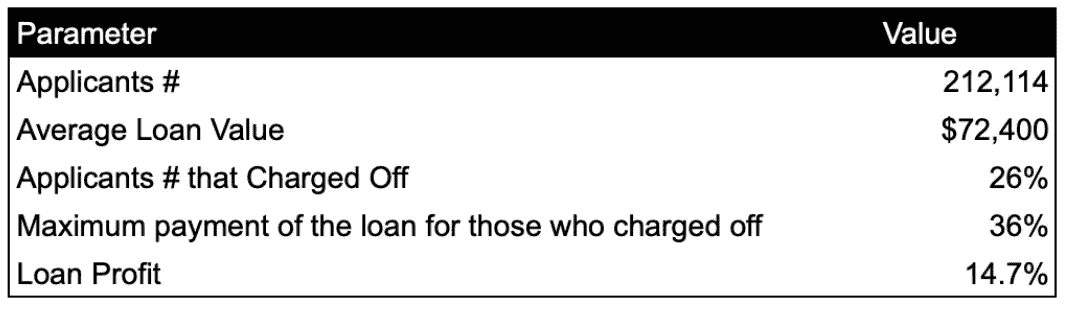 Parameter Value
Applicants # 212,114
Average Loan Value $72,400
Applicants # that Charged Off 26%
Maximum payment of the loan for those who charged off 36%
Loan Profit 14.7%